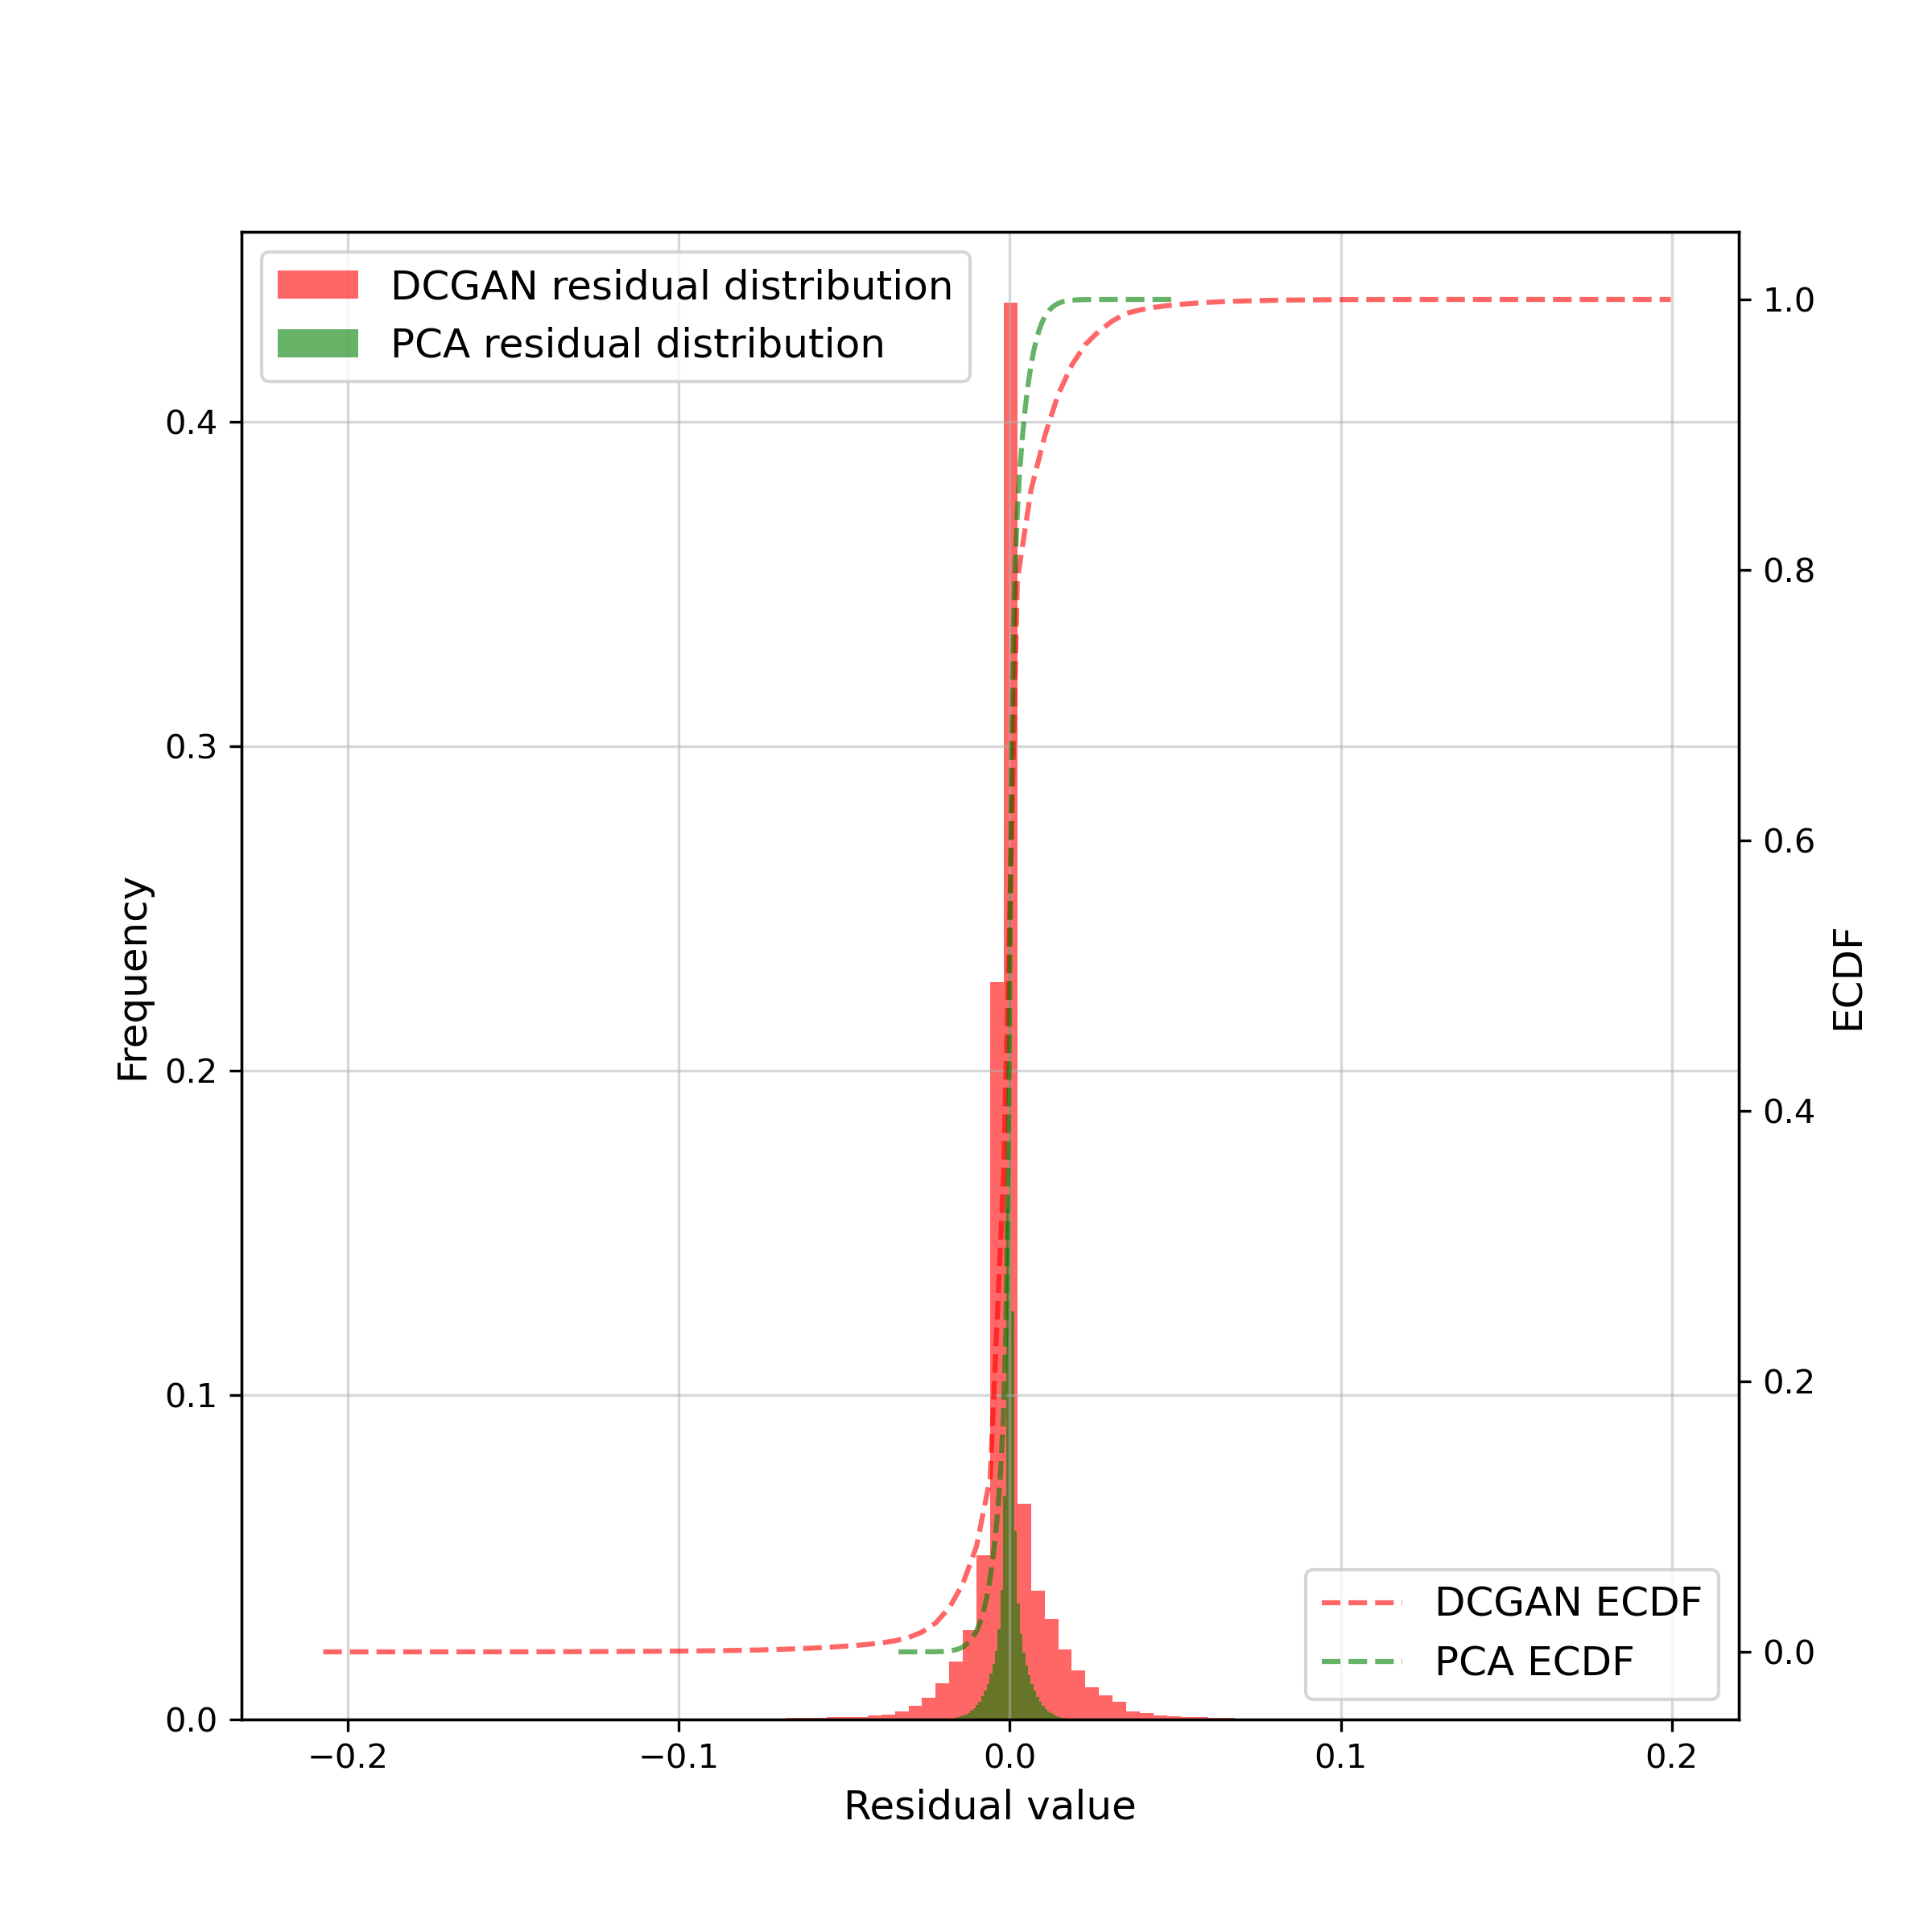 DCGAN residual distribution
PCA residual distribution
0.4
0.3
0.2
0.1
0.0
Frequency
1.0
0.8
0.6
0.4
0.2
0.0
ECDF
DCGAN ECDF
PCA ECDF
−0.2
−0.1
0.0
0.1
0.2
Residual value